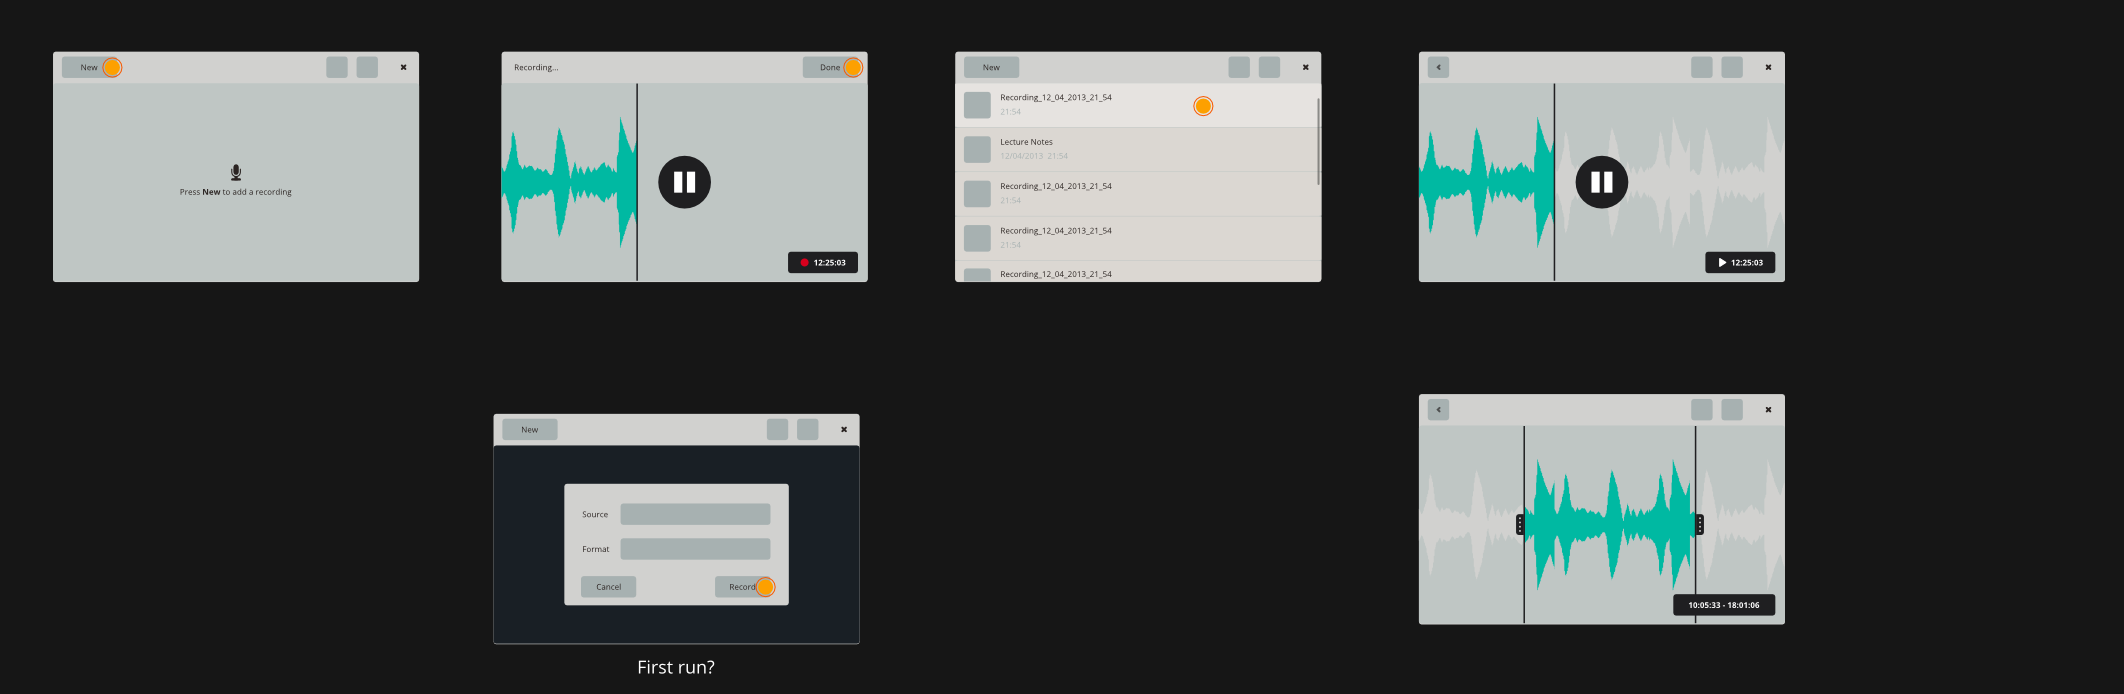 New
Press New to add a recording
Recording...
Done
12:25:03
New
Recording_12_04_2013_21_54
21:54
Lecture Notes
12/04/2013 21:54
Recording_12_04_2013_21_54
21:54
Recording_12_04_2013_21_54
21:54
Recording_12_04_2013_21_54
12:25:03
New
Source
Format
Cancel
Record
First run?
10:05:33 - 18:01:06